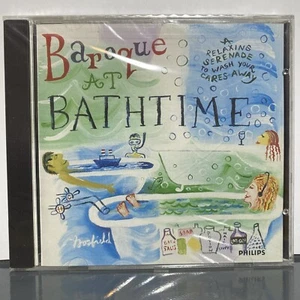 Baroque
AT
BATHTIME
A
RELAXING
SERENADE
TO WASH YOUR
CARES AWAY
PHILIPS